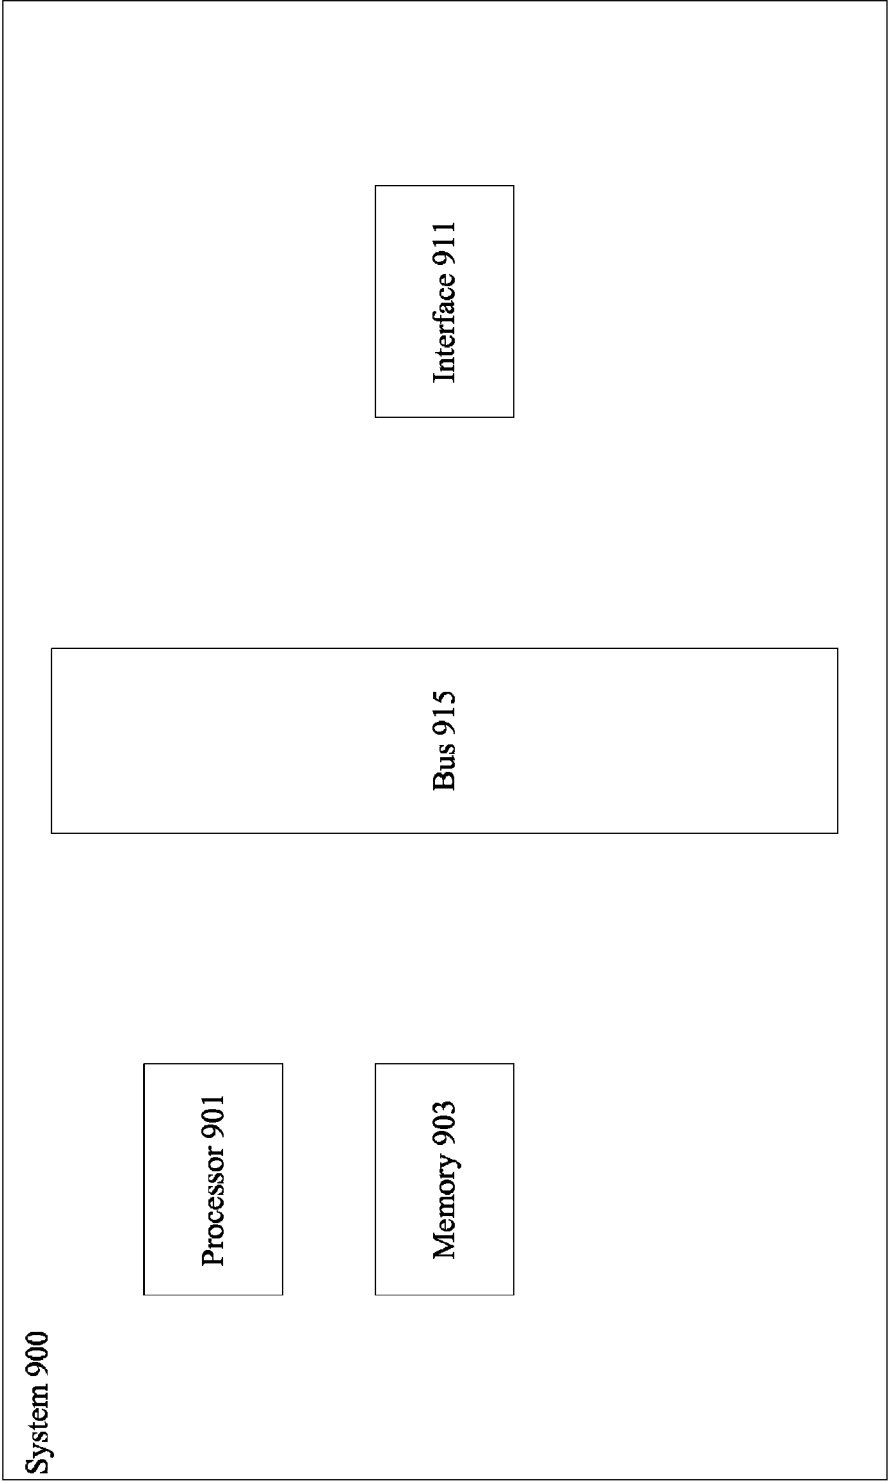 System 900
Processor 901
Memory 903
Bus 915
Interface 911